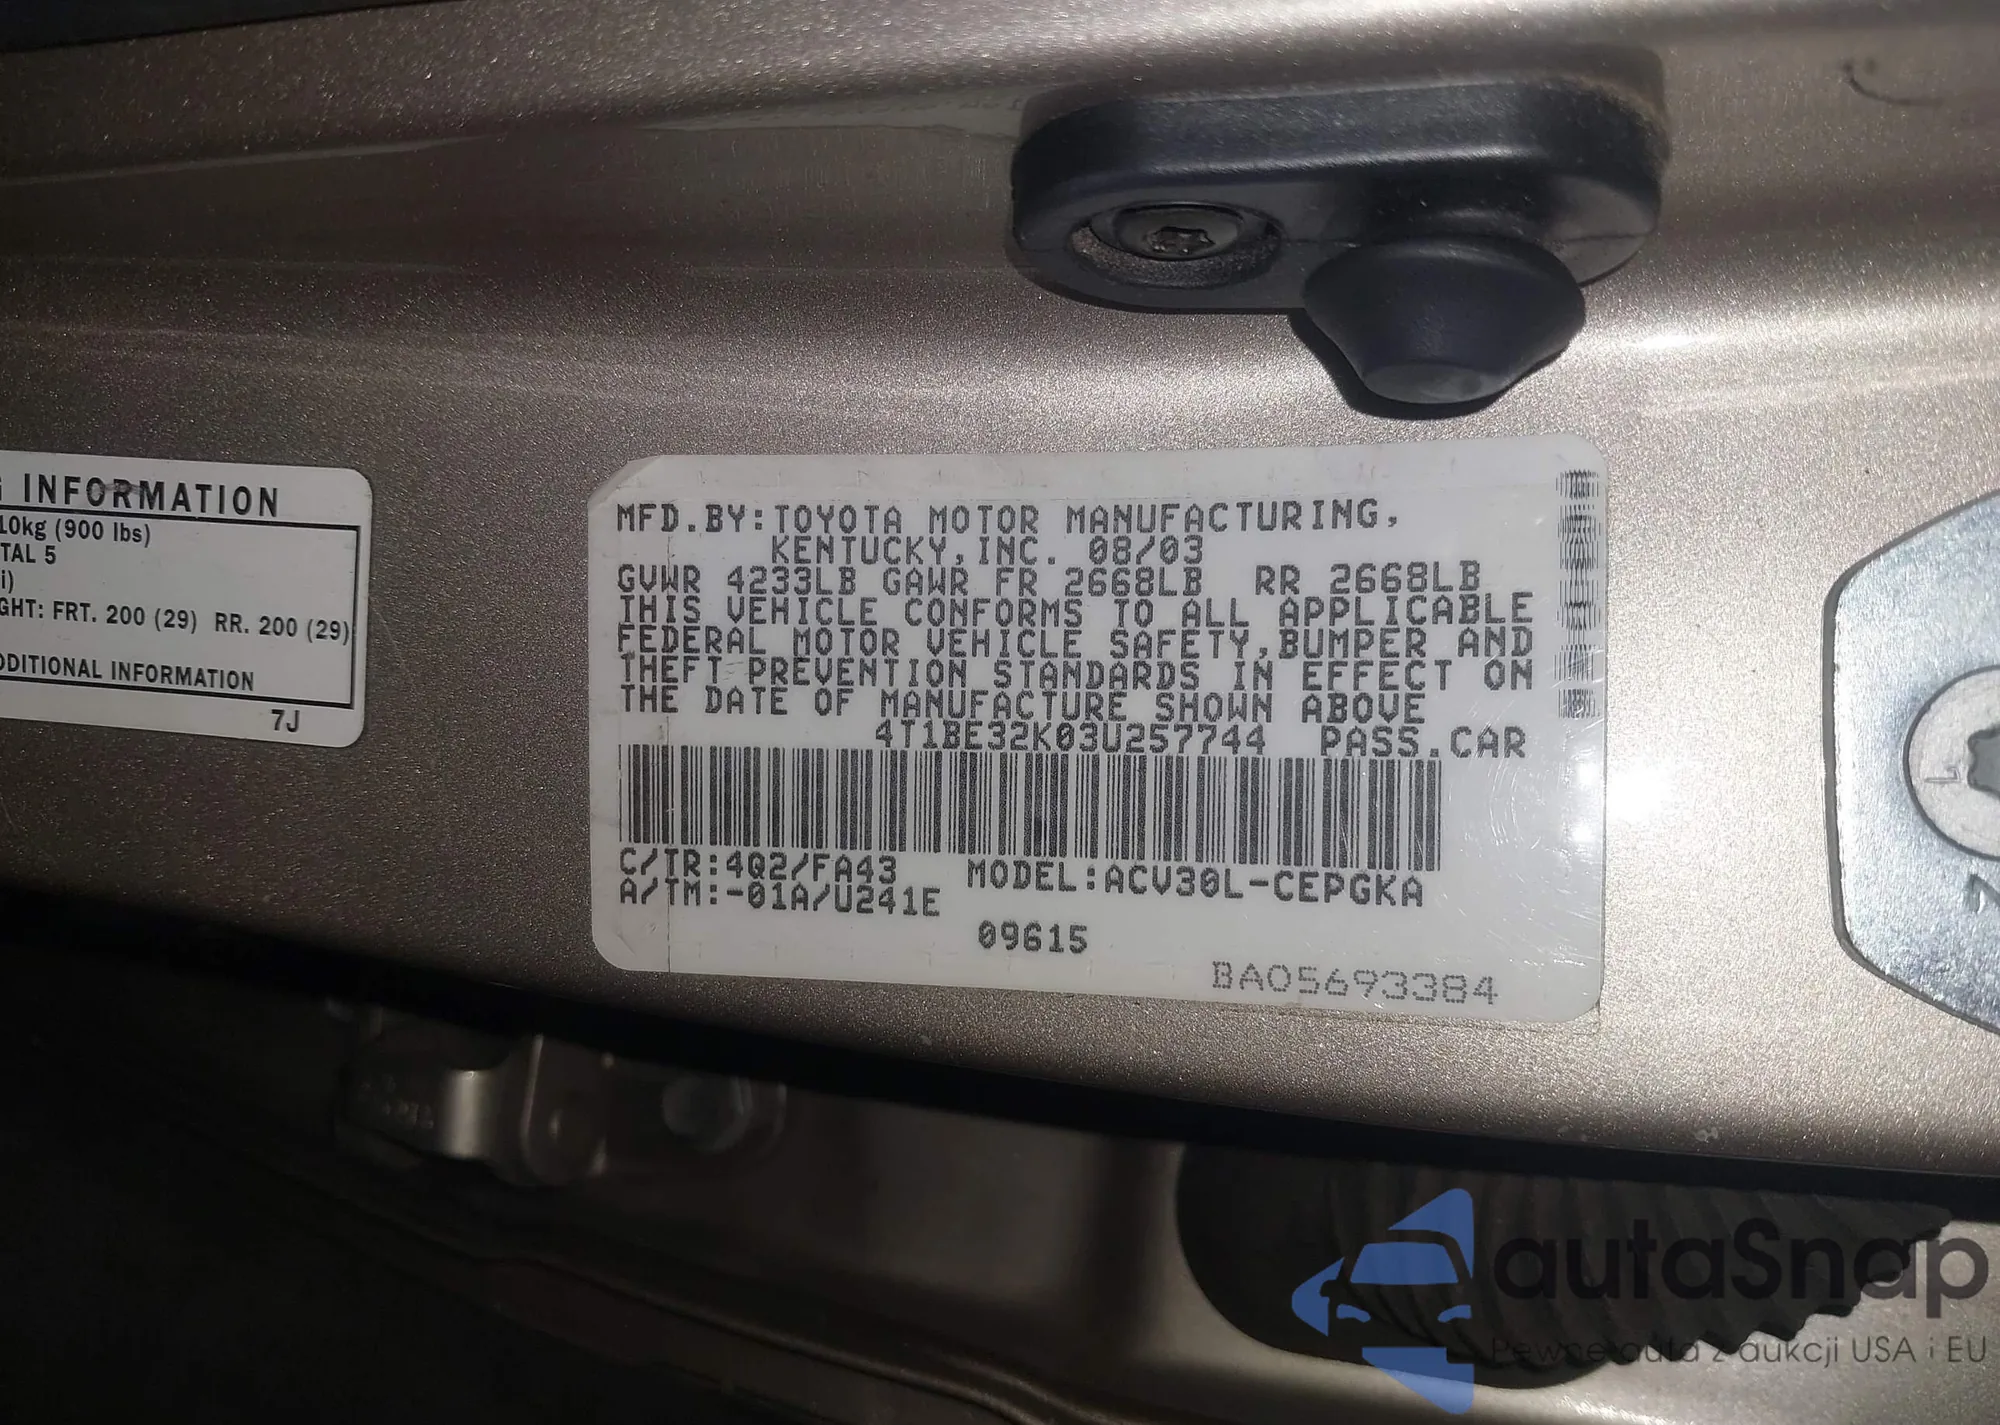 INFORMATION
10kg (900 lbs)
TAL 5
i)
GHT: FRT. 200 (29) RR. 200 (29)
DDITIONAL INFORMATION
7J
MFD.BY:TOYOTA MOTOR MANUFACTURING,
KENTUCKY,INC. 08/03
GVWR 4233LB GAWR FR 2668LB RR 2668LB
THIS VEHICLE CONFORMS TO ALL APPLICABLE
FEDERAL MOTOR VEHICLE SAFETY,BUMPER AND
THEFT PREVENTION STANDARDS IN EFFECT ON
THE DATE OF MANUFACTURE SHOWN ABOVE
4T1BE32K03U257744 PASS.CAR
C/TR:4Q2/FA43 MODEL:ACV30L-CEPGKA
A/TM:-01A/U241E
09615
BA05693384
7
autaSnap
Pewne auta z aukcji USA i EU